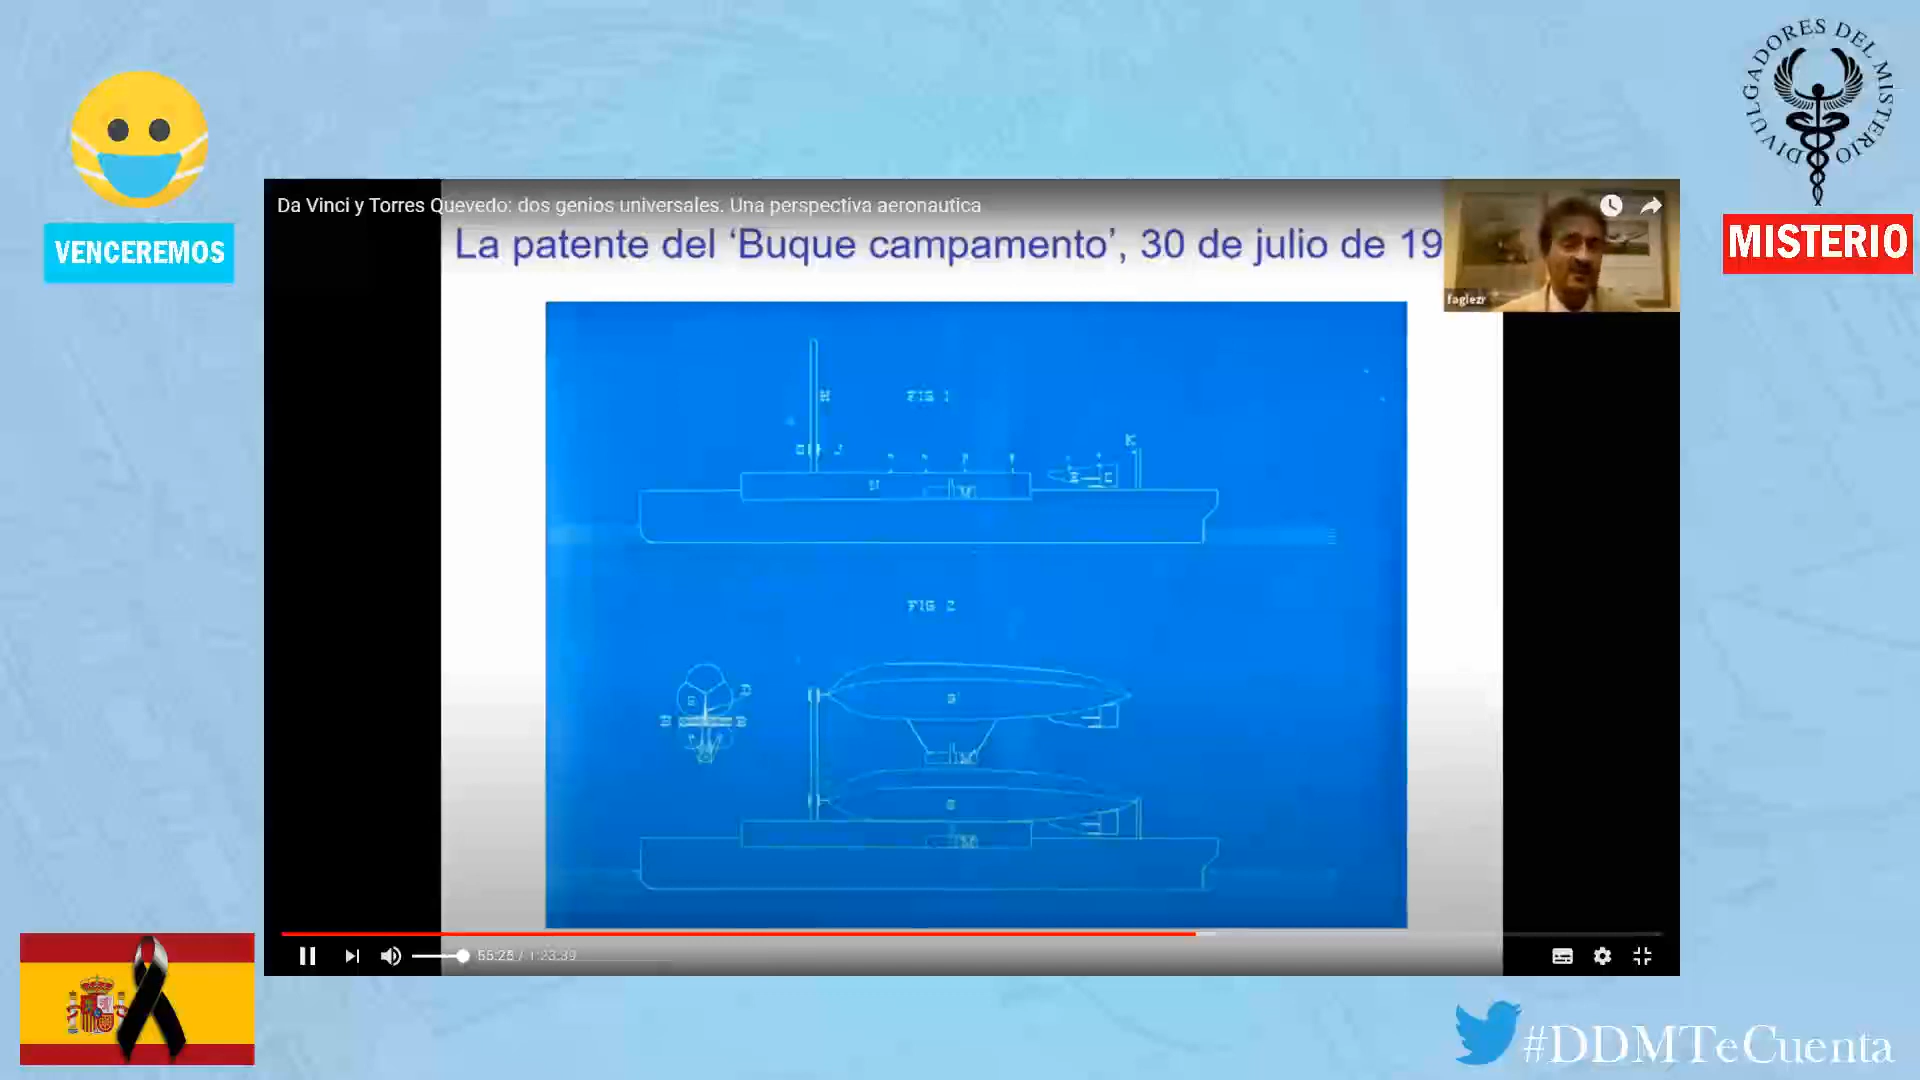 DIVULGADORES DEL MISTERIO
VENCEREMOS
MISTERIO
Da Vinci y Torres Quevedo: dos genios universales. Una perspectiva aeronautica
La patente del ‘Buque campamento’, 30 de julio de 19
faglezr
H
FIG 1
J
K
M
FIG 2
55:25 / 1:23:39
#DDMTeCuenta